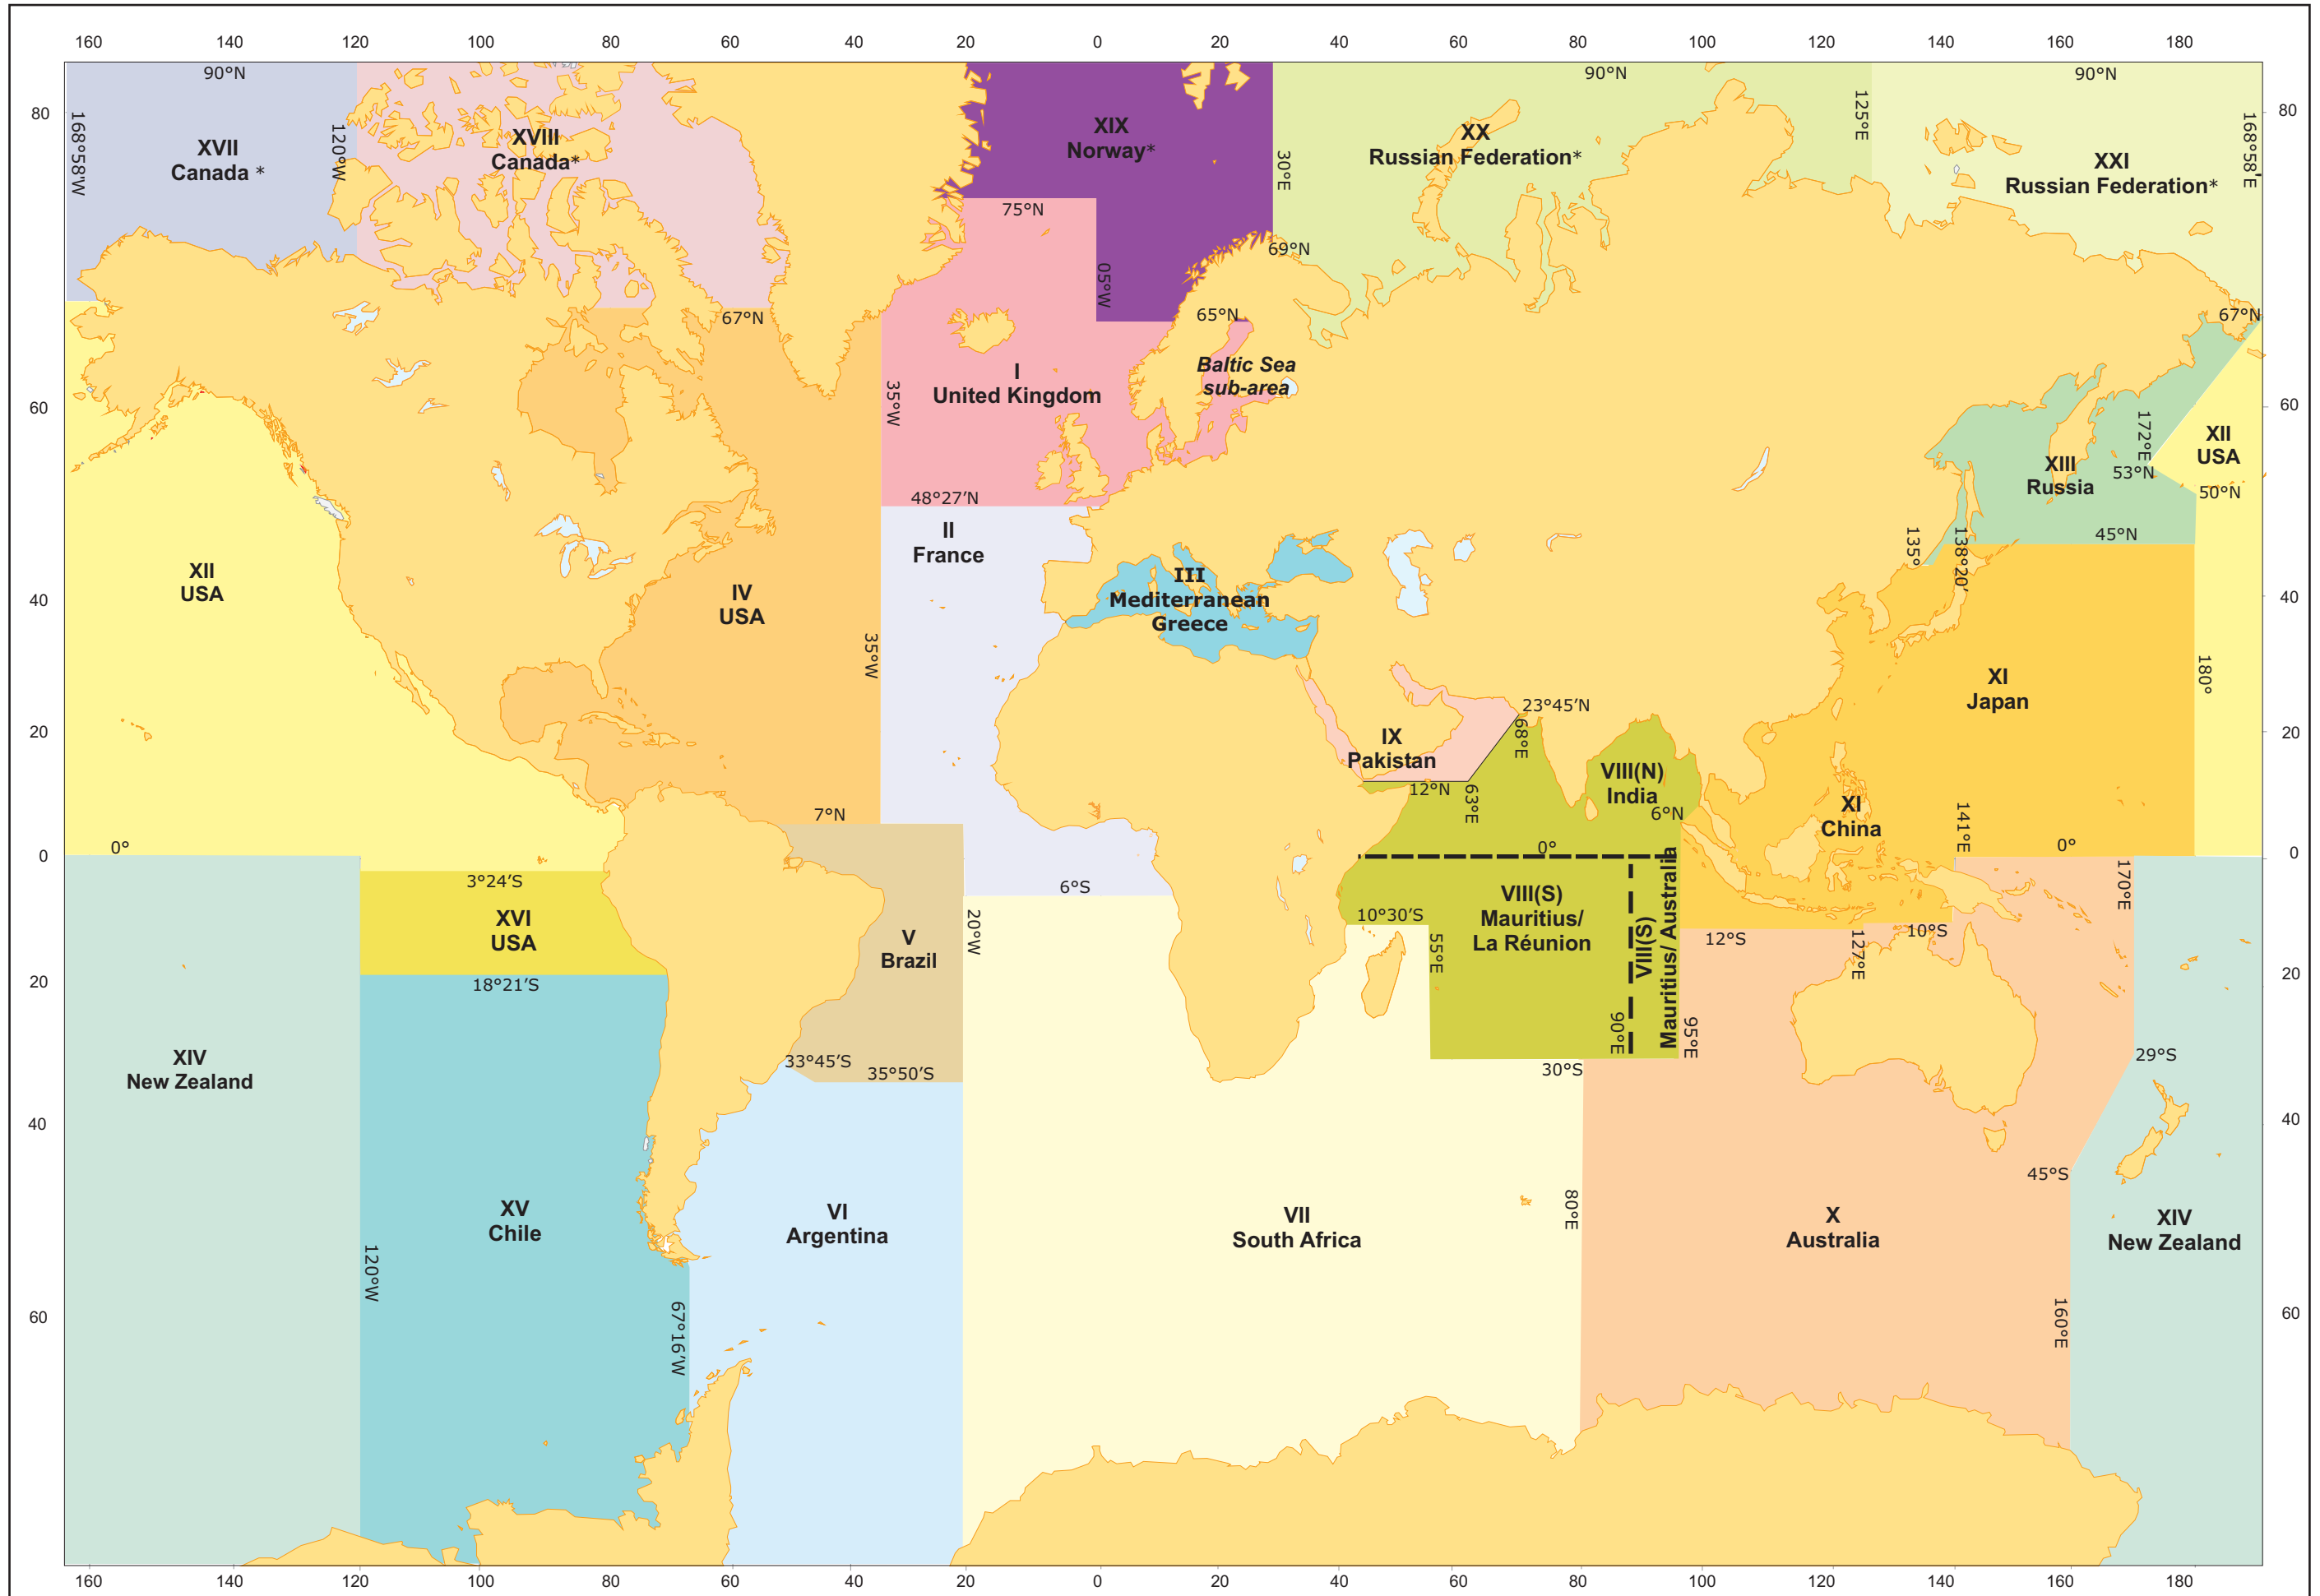 160 140 120 100 80 60 40 20 0 20 40 60 80 100 120 140 160 180
90°N
90°N
90°N
80
80
168°58'W
120°W
125°E
168°58'E
XVII
Canada *
XVIII
Canada*
XIX
Norway*
XX
Russian Federation*
XXI
Russian Federation*
30°E
75°N
69°N
05°W
67°N
65°N
67°N
Baltic Sea
sub-area
I
United Kingdom
35°W
60
60
172°E
XII
USA
XIII
Russia
53°N
50°N
48°27'N
II
France
45°N
135°
138°20'
XII
USA
IV
USA
III
Mediterranean
Greece
40
40
35°W
180°
XI
Japan
23°45'N
68°E
20
20
IX
Pakistan
12°N
63°E
VIII(N)
India
6°N
XI
China
141°E
7°N
0
0°
0°
0°
0
3°24'S
6°S
170°E
XVI
USA
V
Brazil
20°W
10°30'S
55°E
VIII(S)
Mauritius/
La Réunion
VIII(S)
Mauritius/ Australia
12°S
127°E
10°S
20
20
18°21'S
90°E
95°E
XIV
New Zealand
33°45'S
35°50'S
30°S
29°S
40
40
45°S
XV
Chile
VI
Argentina
VII
South Africa
80°E
X
Australia
XIV
New Zealand
120°W
67°16'W
160°E
60
60
160 140 120 100 80 60 40 20 0 20 40 60 80 100 120 140 160 180